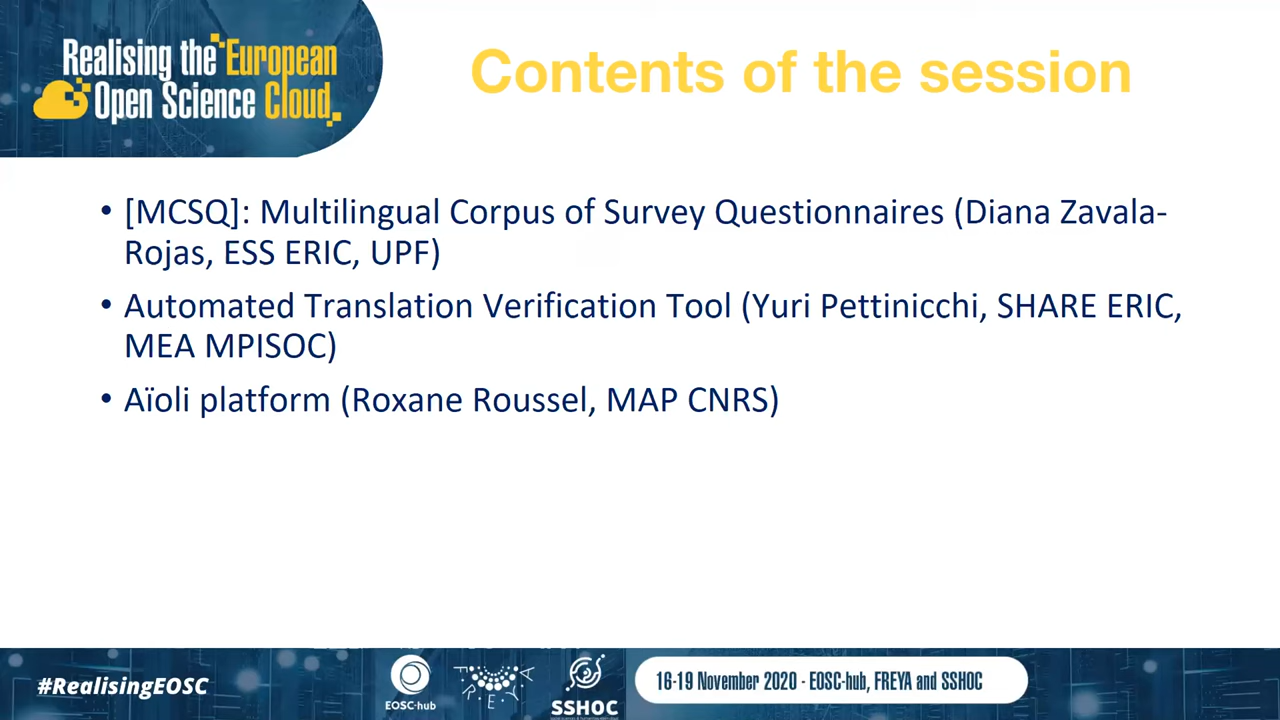 Realising the European
Open Science Cloud
Contents of the session
• [MCSQ]: Multilingual Corpus of Survey Questionnaires (Diana Zavala-
Rojas, ESS ERIC, UPF)
• Automated Translation Verification Tool (Yuri Pettinicchi, SHARE ERIC,
MEA MPISOC)
• Aïoli platform (Roxane Roussel, MAP CNRS)
#RealisingEOSC
EOSC-hub
FREYA
SSHOC
16-19 November 2020 - EOSC-hub, FREYA and SSHOC